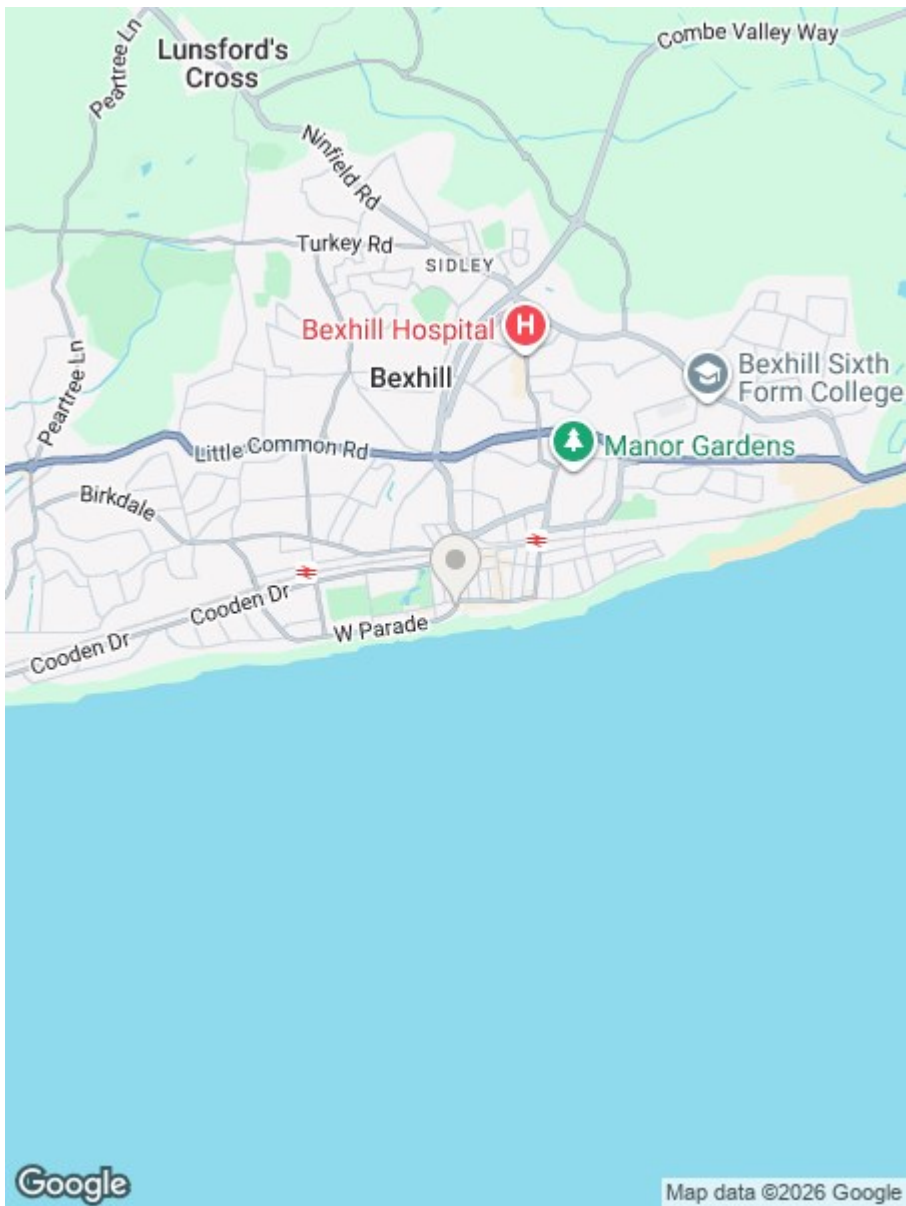 Combe Valley Way
Lunsford's
Cross
Peartree Ln
Ninfield Rd
Turkey Rd
SIDLEY
Bexhill Hospital
H
Bexhill
Bexhill Sixth
Form College
Peartree Ln
Little Common Rd
Manor Gardens
Birkdale
Cooden Dr
W Parade
Cooden Dr
Google
Map data ©2026 Google